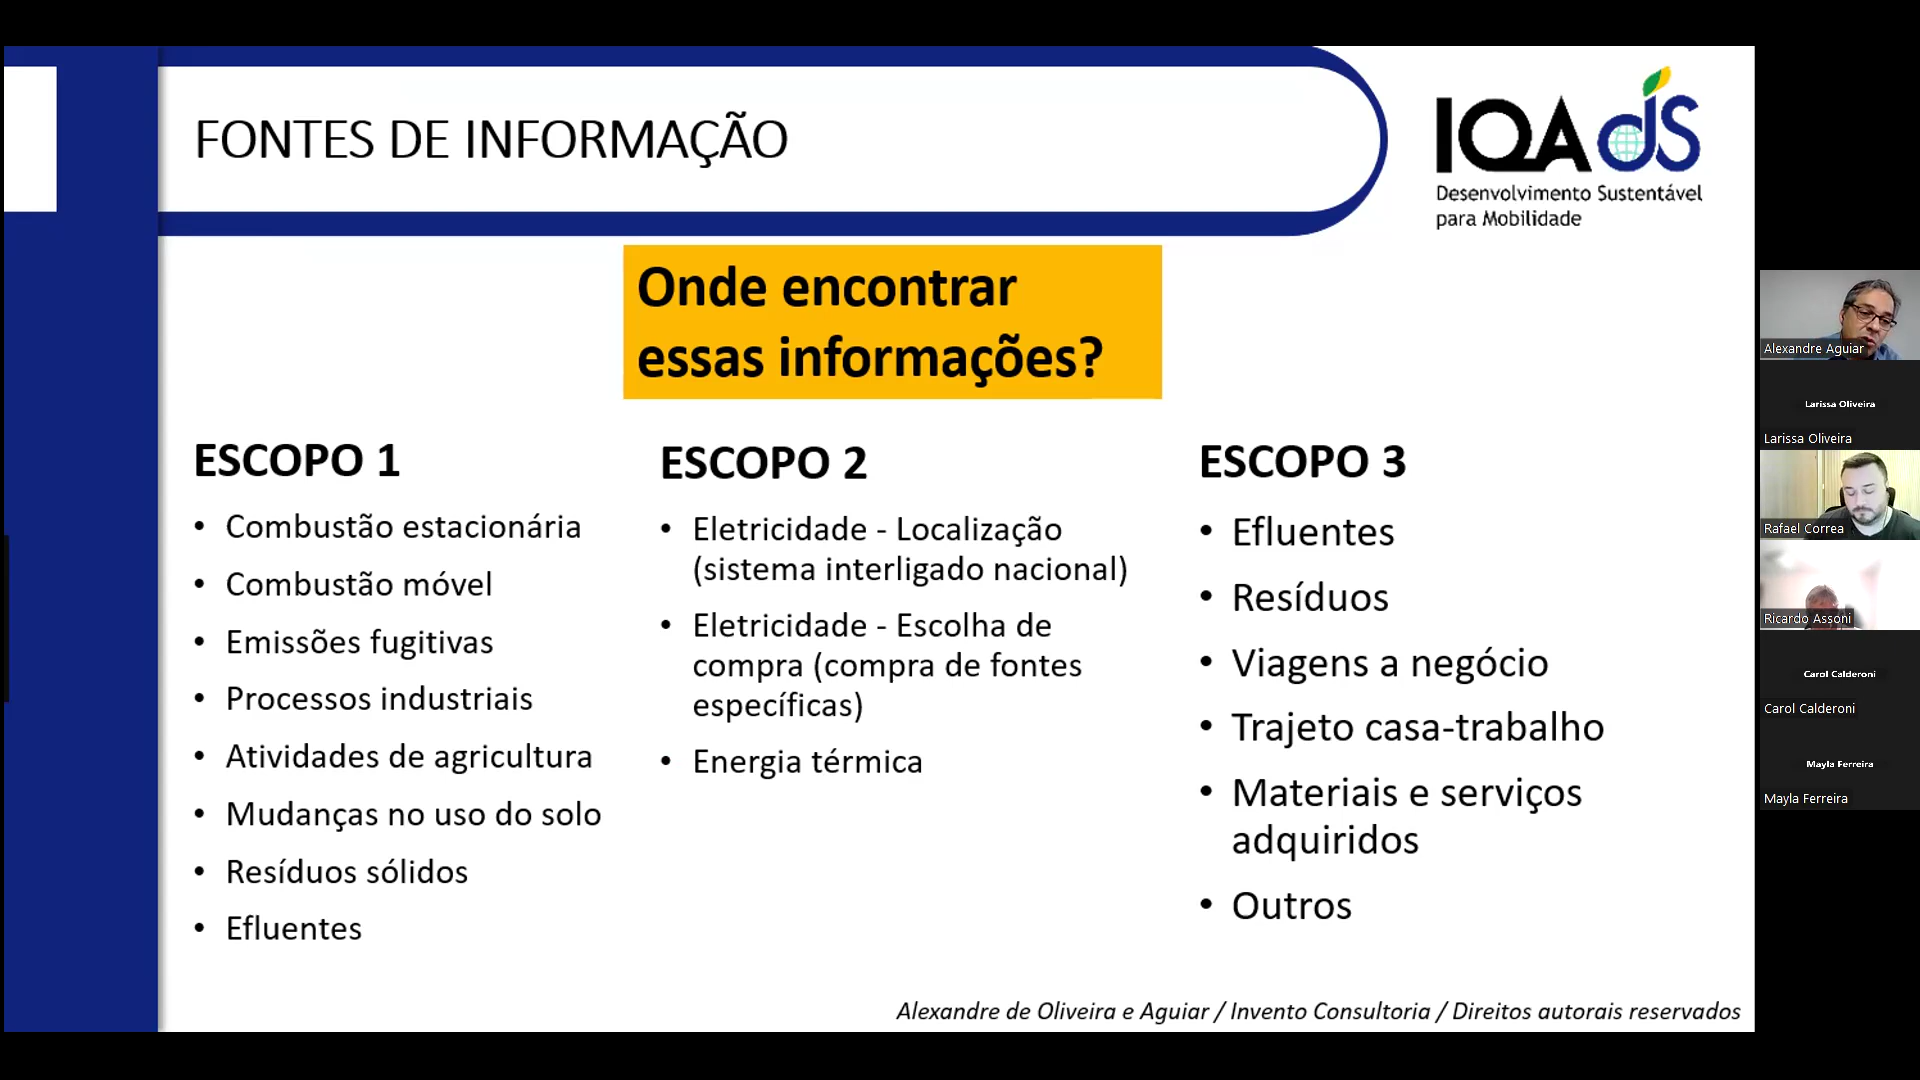 FONTES DE INFORMAÇÃO
IQAdS
Desenvolvimento Sustentável
para Mobilidade
Onde encontrar
essas informações?
ESCOPO 1
• Combustão estacionária
• Combustão móvel
• Emissões fugitivas
• Processos industriais
• Atividades de agricultura
• Mudanças no uso do solo
• Resíduos sólidos
• Efluentes
ESCOPO 2
• Eletricidade - Localização
(sistema interligado nacional)
• Eletricidade - Escolha de
compra (compra de fontes
específicas)
• Energia térmica
ESCOPO 3
• Efluentes
• Resíduos
• Viagens a negócio
• Trajeto casa-trabalho
• Materiais e serviços
adquiridos
• Outros
Alexandre de Oliveira e Aguiar / Invento Consultoria / Direitos autorais reservados
Alexandre Aguiar
Larissa Oliveira
Larissa Oliveira
Rafael Correa
Ricardo Assoni
Carol Calderoni
Carol Calderoni
Mayla Ferreira
Mayla Ferreira